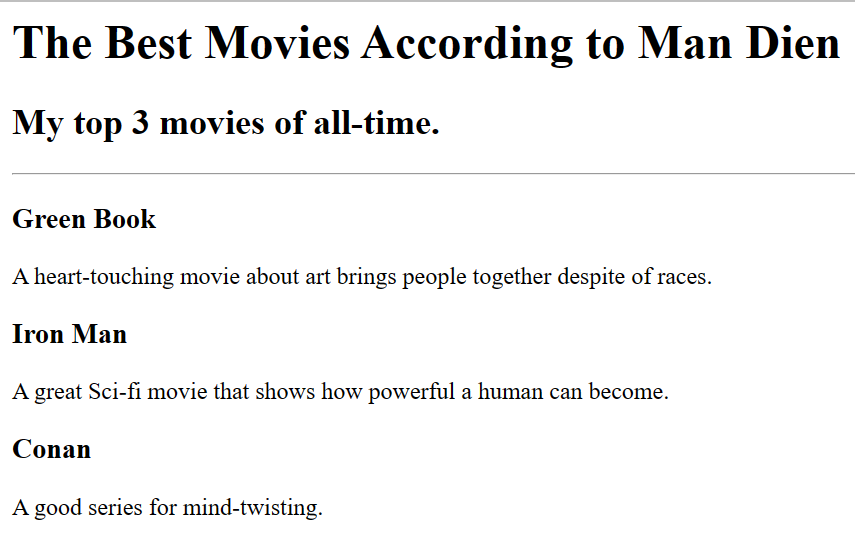 The Best Movies According to Man Dien
My top 3 movies of all-time.
Green Book
A heart-touching movie about art brings people together despite of races.
Iron Man
A great Sci-fi movie that shows how powerful a human can become.
Conan
A good series for mind-twisting.